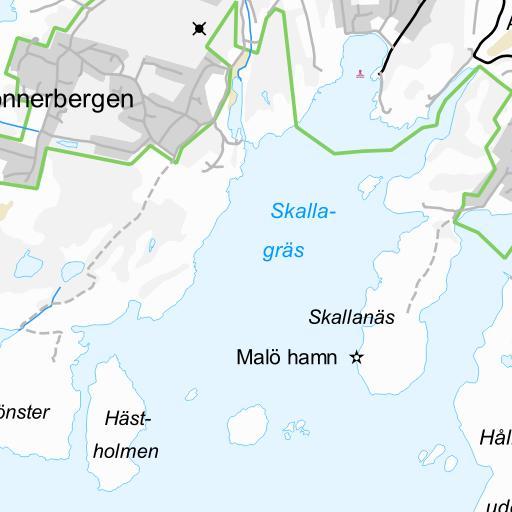 onnerbergen
Skalla-
gräs
Skallanäs
Malö hamn
önster
Häst-
holmen
Hål
ud